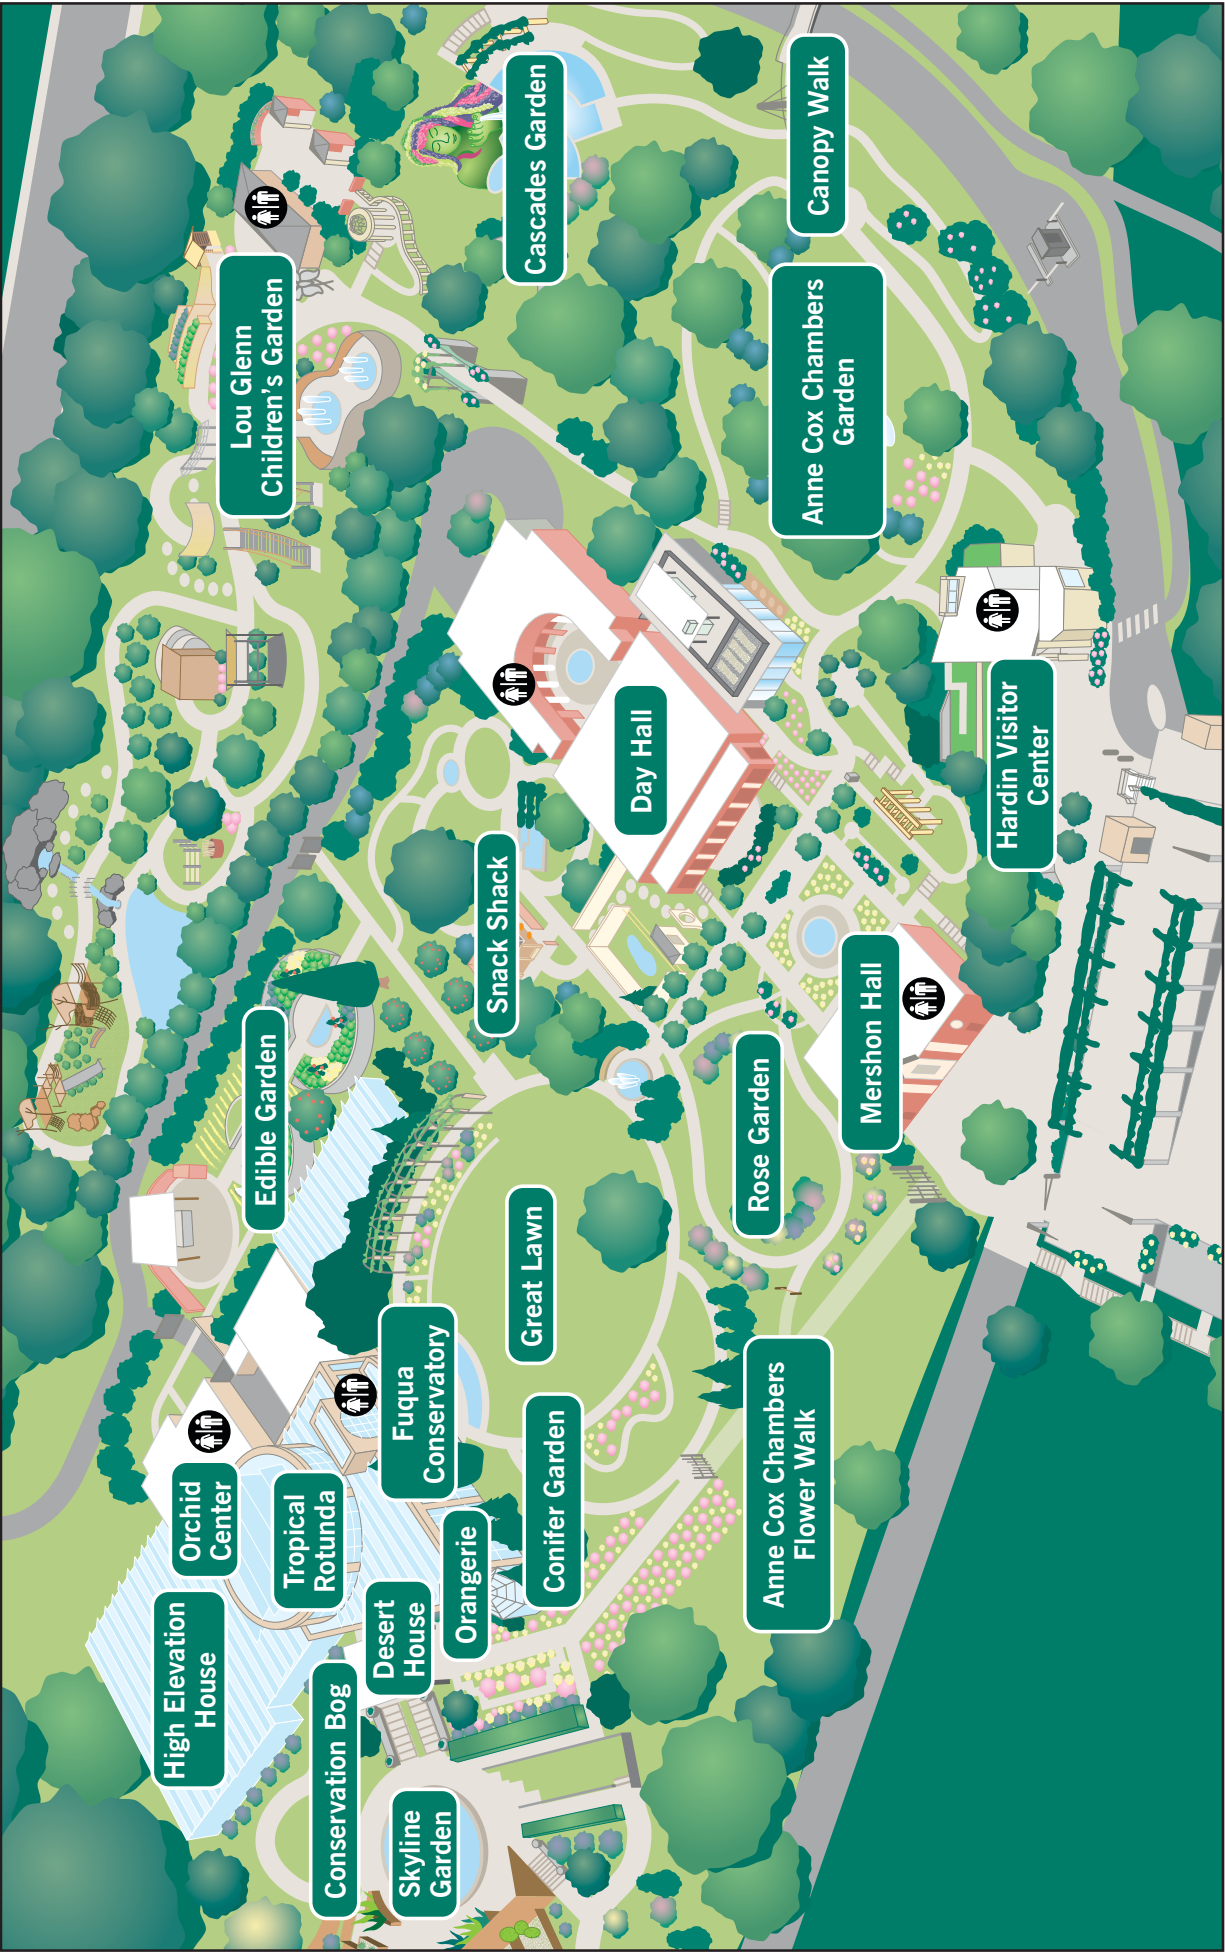 High Elevation
House
Orchid
Center
Tropical
Rotunda
Conservation Bog
Desert
House
Skyline
Garden
Orangerie
Fuqua
Conservatory
Conifer Garden
Great Lawn
Edible Garden
Anne Cox Chambers
Flower Walk
Rose Garden
Mershon Hall
Snack Shack
Day Hall
Hardin Visitor
Center
Lou Glenn
Children's Garden
Anne Cox Chambers
Garden
Cascades Garden
Canopy Walk